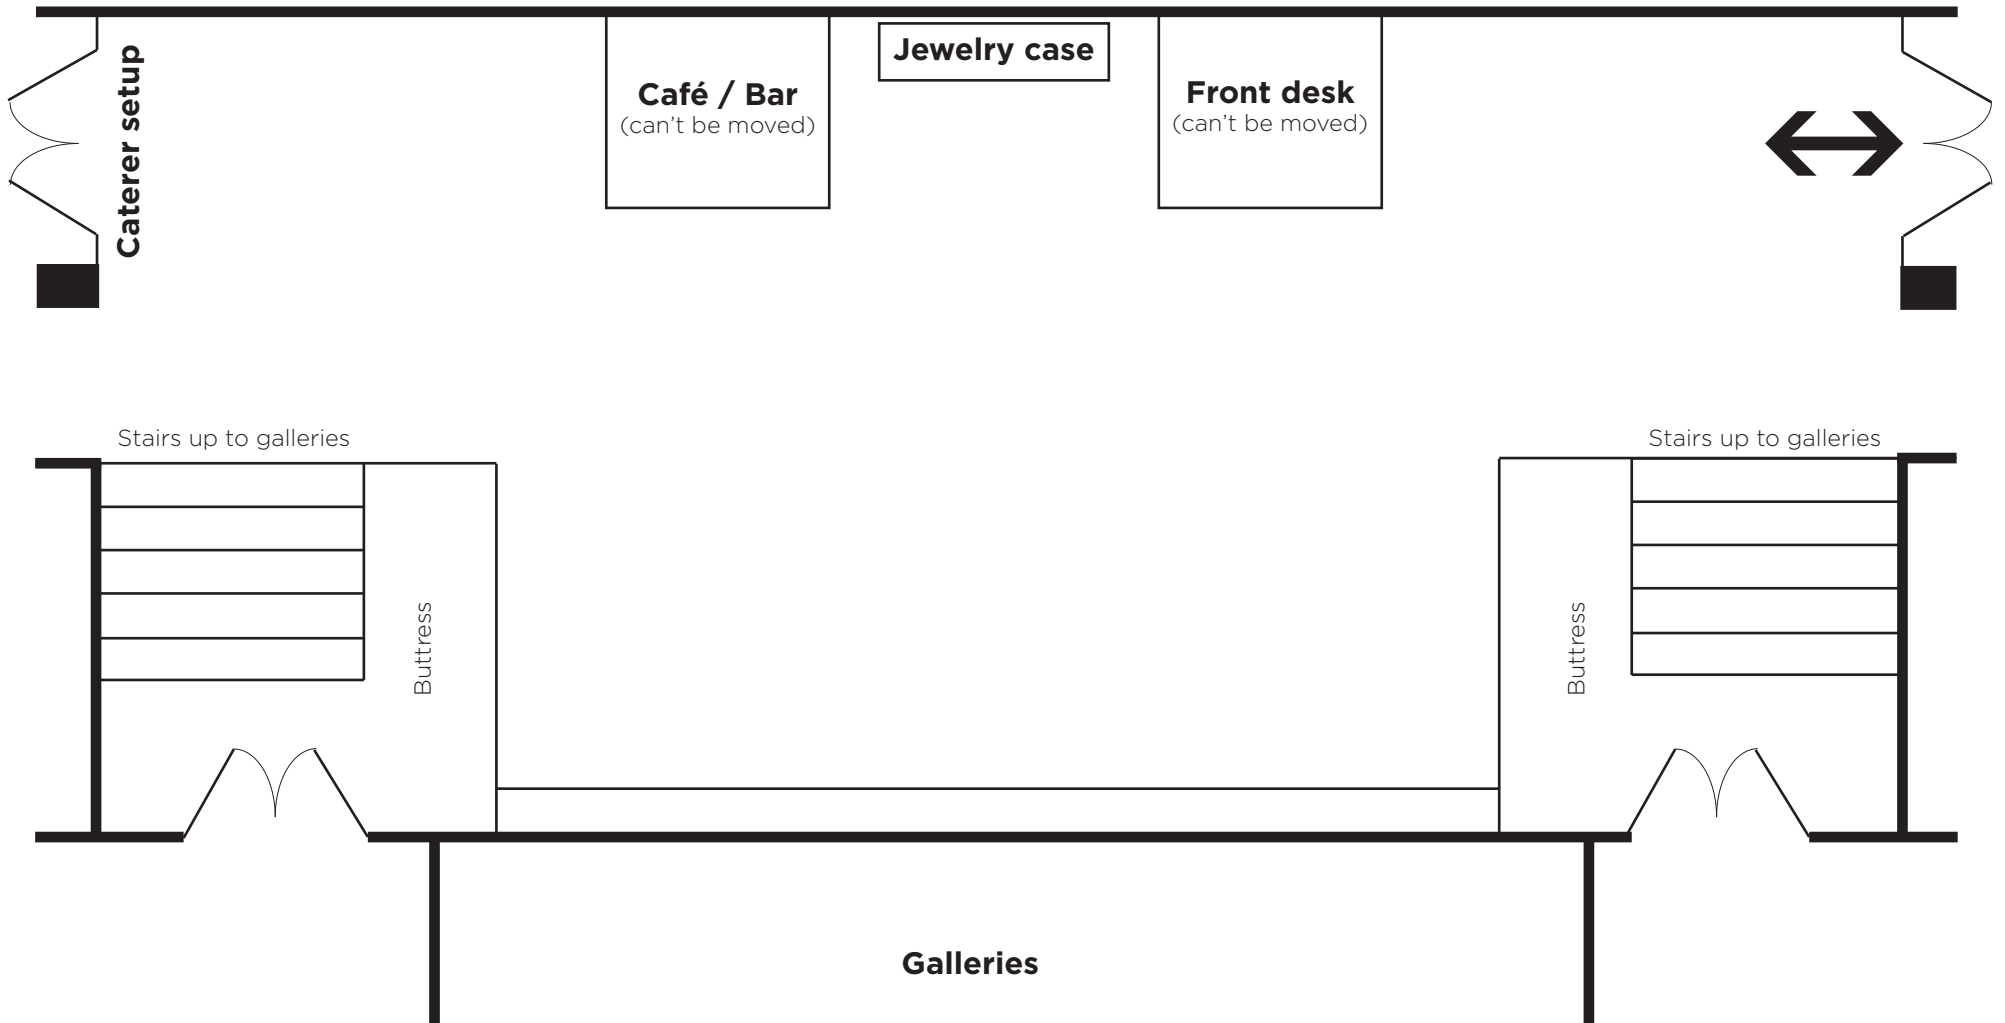 Caterer setup
Café / Bar
(can't be moved)
Jewelry case
Front desk
(can't be moved)
Stairs up to galleries
Stairs up to galleries
Buttress
Buttress
Galleries